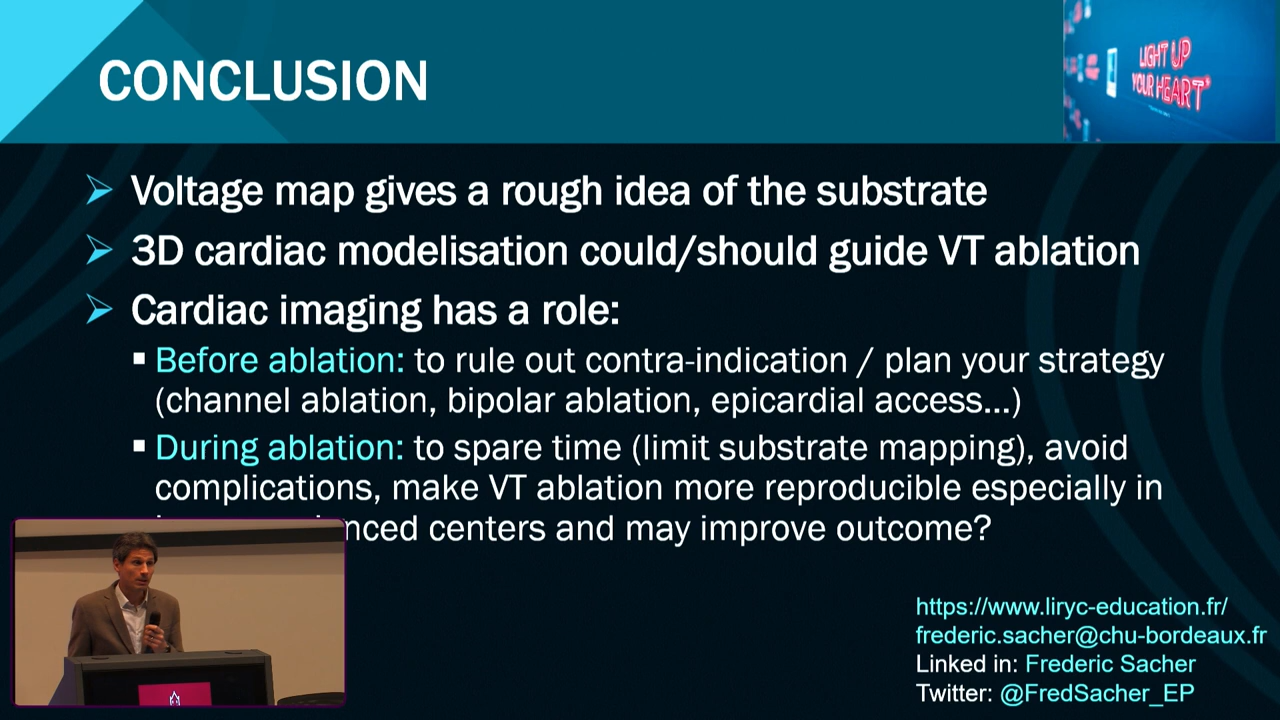 CONCLUSION
LIGHT UP
YOUR HEART
Voltage map gives a rough idea of the substrate
3D cardiac modelisation could/should guide VT ablation
Cardiac imaging has a role:
Before ablation: to rule out contra-indication / plan your strategy
(channel ablation, bipolar ablation, epicardial access...)
During ablation: to spare time (limit substrate mapping), avoid
complications, make VT ablation more reproducible especially in
centers and may improve outcome?
https://www.liryc-education.fr/
frederic.sacher@chu-bordeaux.fr
Linked in: Frederic Sacher
Twitter: @FredSacher_EP